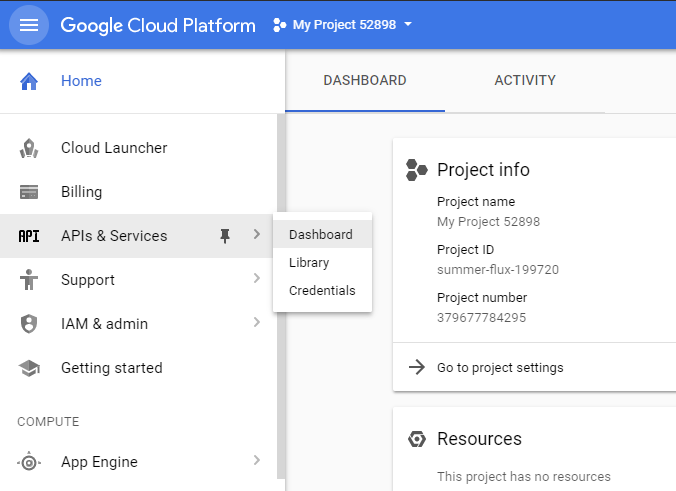 Google Cloud Platform My Project 52898
Home
DASHBOARD ACTIVITY
Cloud Launcher
Billing
API APIs & Services
Dashboard
Library
Credentials
Support
IAM & admin
Getting started
COMPUTE
App Engine
Project info
Project name
My Project 52898
Project ID
summer-flux-199720
Project number
379677784295
Go to project settings
Resources
This project has no resources